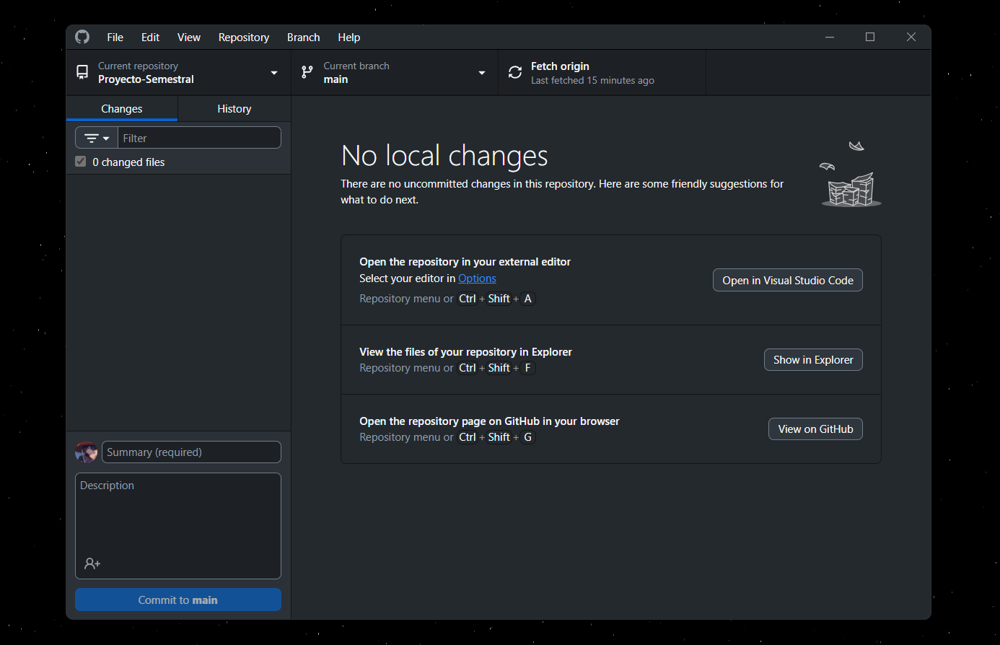 File Edit View Repository Branch Help
Current repository
Proyecto-Semestral
Current branch
main
Fetch origin
Last fetched 15 minutes ago
Changes
History
Filter
0 changed files
No local changes
There are no uncommitted changes in this repository. Here are some friendly suggestions for
what to do next.
Open the repository in your external editor
Select your editor in Options
Repository menu or Ctrl + Shift + A
Open in Visual Studio Code
View the files of your repository in Explorer
Repository menu or Ctrl + Shift + F
Show in Explorer
Open the repository page on GitHub in your browser
Repository menu or Ctrl + Shift + G
View on GitHub
Summary (required)
Description
Commit to main